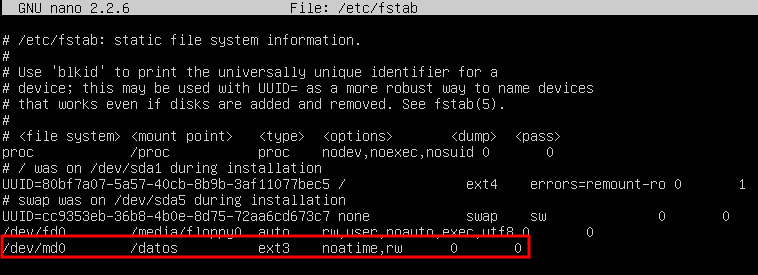 GNU nano 2.2.6 File: /etc/fstab
# /etc/fstab: static file system information.
#
# Use 'blkid' to print the universally unique identifier for a
# device; this may be used with UUID= as a more robust way to name devices
# that works even if disks are added and removed. See fstab(5).
#
# <file system> <mount point> <type> <options> <dump> <pass>
proc /proc proc nodev,noexec,nosuid 0 0
# / was on /dev/sda1 during installation
UUID=80bf7a07-5a57-40cb-8b9b-3af11077bec5 / ext4 errors=remount-ro 0 1
# swap was on /dev/sda5 during installation
UUID=cc9353eb-36b8-4b0e-8d75-72aa6cd673c7 none swap sw 0 0
/dev/fd0 /media/floppy0 auto rw,user,noauto,exec,utf8 0 0
/dev/md0 /datos ext3 noatime,rw 0 0